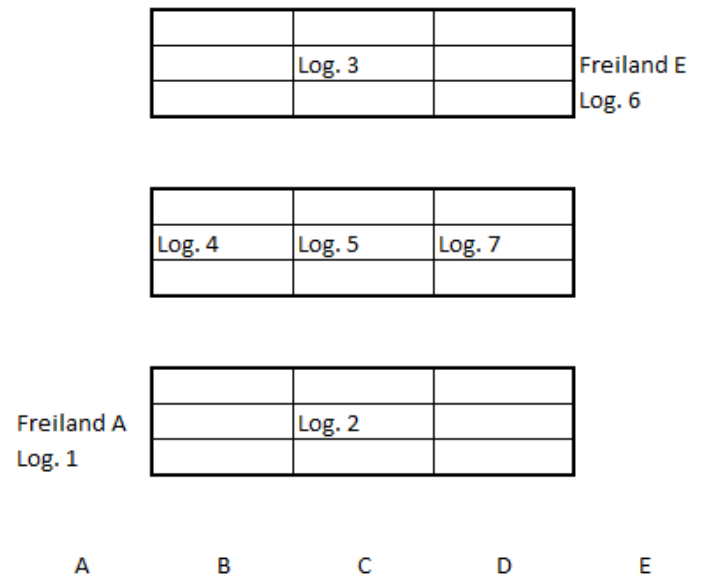 Log. 3
Freiland E
Log. 6
Log. 4 Log. 5 Log. 7
Freiland A
Log. 2
Log. 1
A B C D E